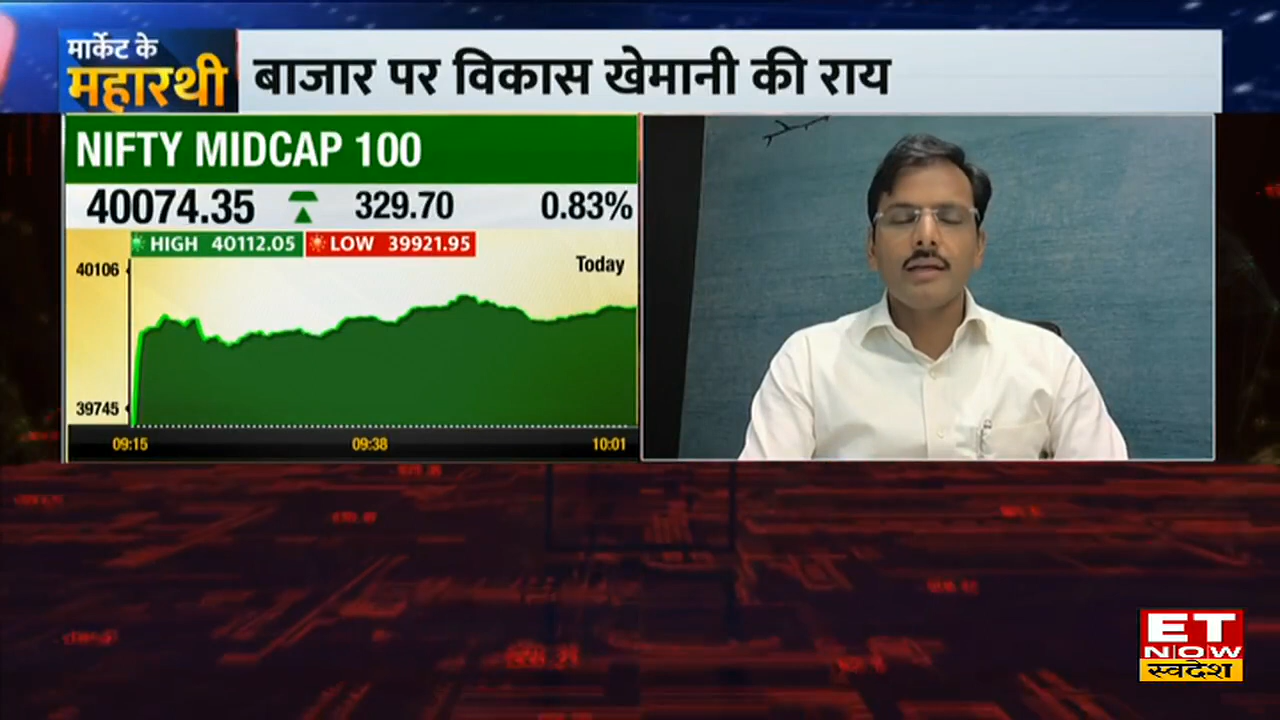 मार्केट के
महारथी
बाजार पर विकास खेमानी की राय
NIFTY MIDCAP 100
40074.35 329.70 0.83%
HIGH 40112.05 LOW 39921.95
Today
40106
39745
09:15 09:38 10:01
ET
NOW
स्वदेश